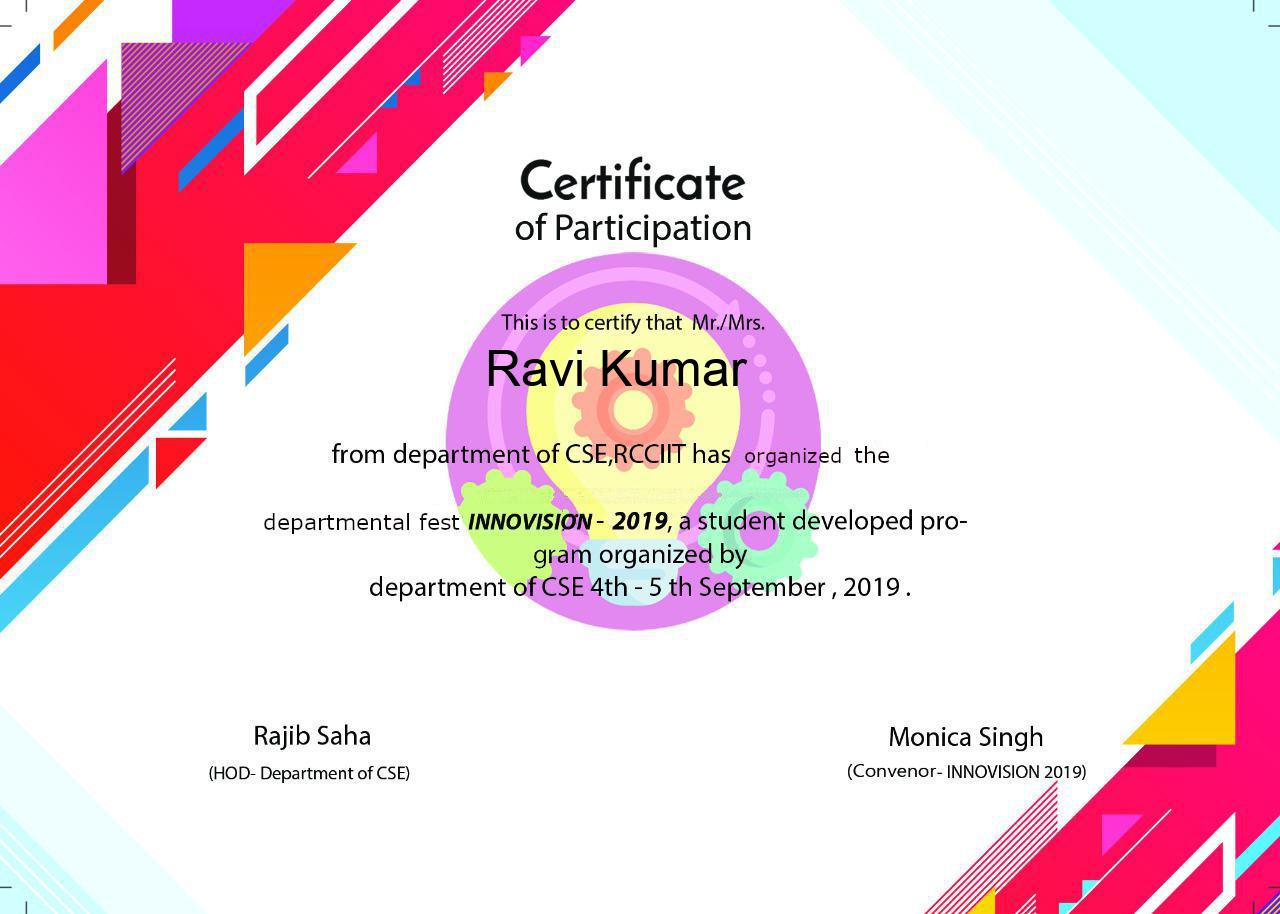 Certificate
of Participation
This is to certify that Mr./Mrs.
Ravi Kumar
from department of CSE,RCCIIT has organized the
departmental fest INNOVISION - 2019, a student developed pro-
gram organized by
department of CSE 4th - 5 th September , 2019 .
Rajib Saha
(HOD- Department of CSE)
Monica Singh
(Convenor- INNOVISION 2019)